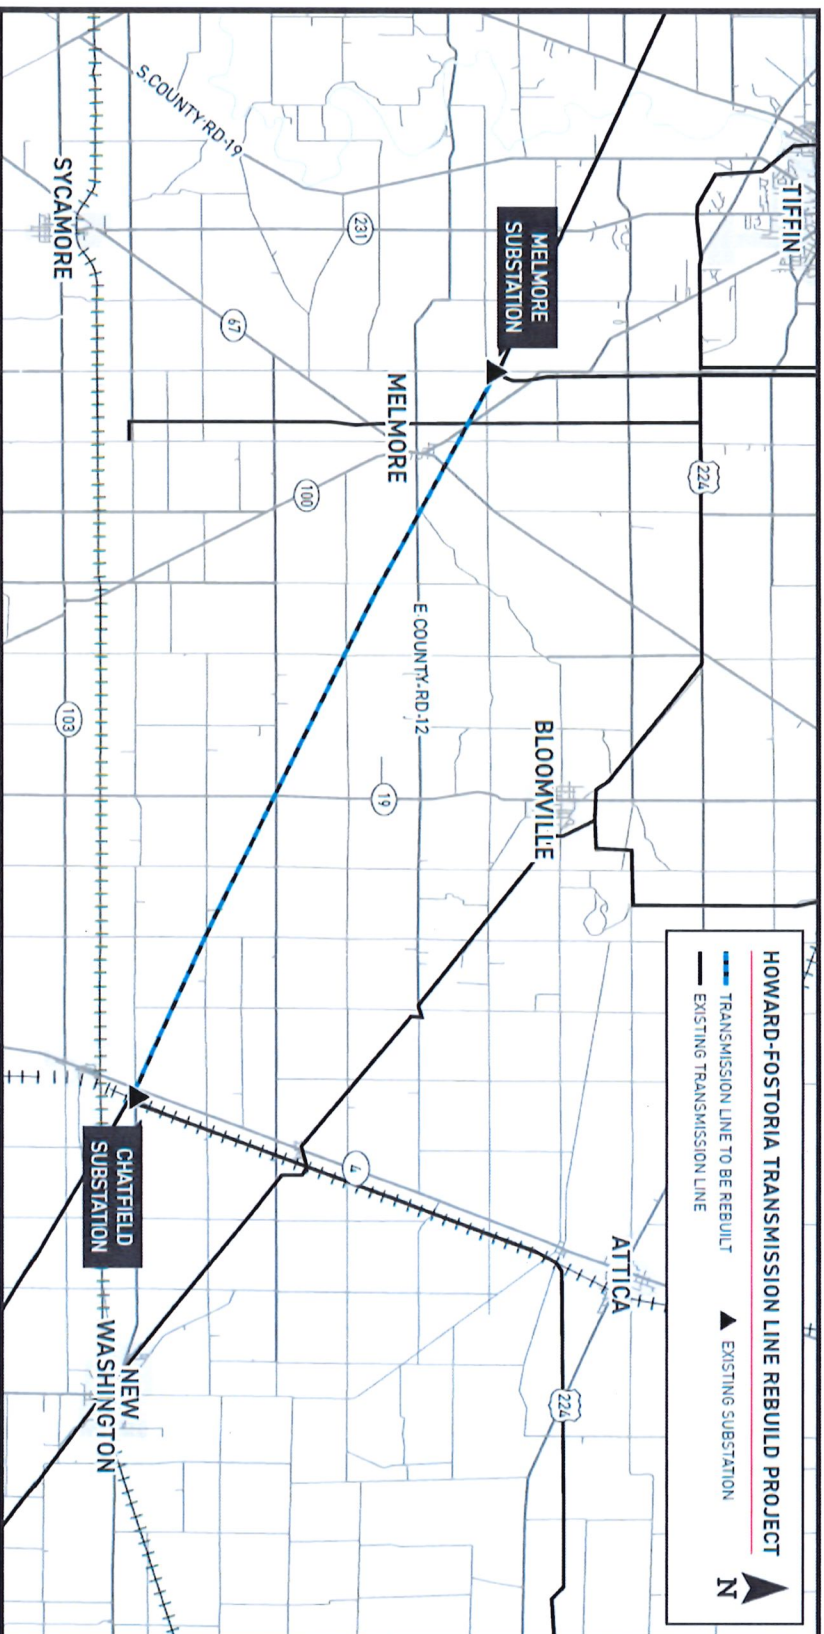 HOWARD-FOSTORIA TRANSMISSION LINE REBUILD PROJECT
TRANSMISSION LINE TO BE REBUILT
EXISTING TRANSMISSION LINE
EXISTING SUBSTATION
N
TIFFIN
224
ATTICA
224
BLOOMVILLE
MELMORE
SUBSTATION
MELMORE
E COUNTY-RD-12
19
4
231
100
67
S.COUNTY-RD-19
SYCAMORE
103
CHATFIELD
SUBSTATION
NEW
WASHINGTON